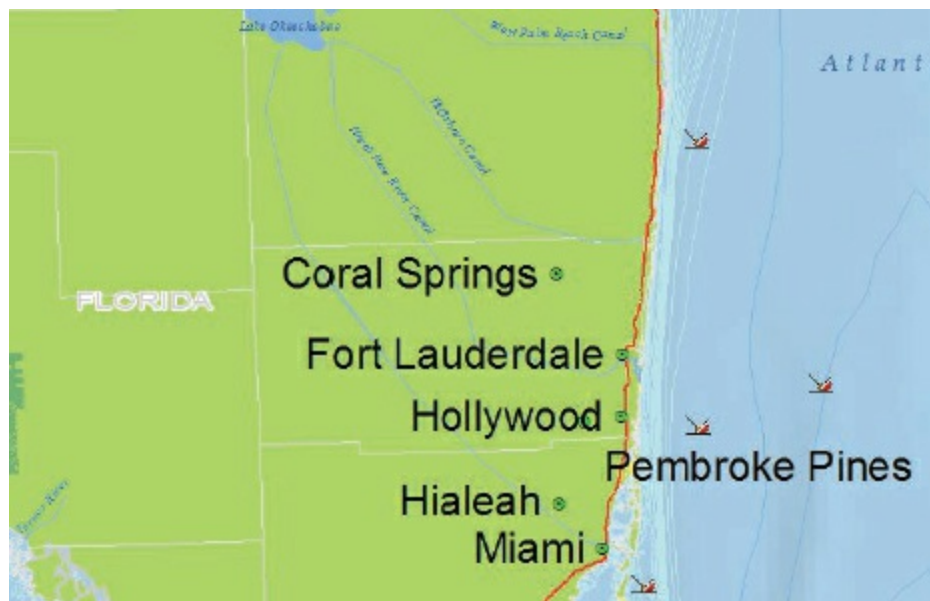 Lake Okeechobee
West Palm Beach Canal
Atlant
Hillsboro Canal
North New River Canal
Coral Springs
FLORIDA
Fort Lauderdale
Hollywood
Pembroke Pines
Hialeah
Miami
River